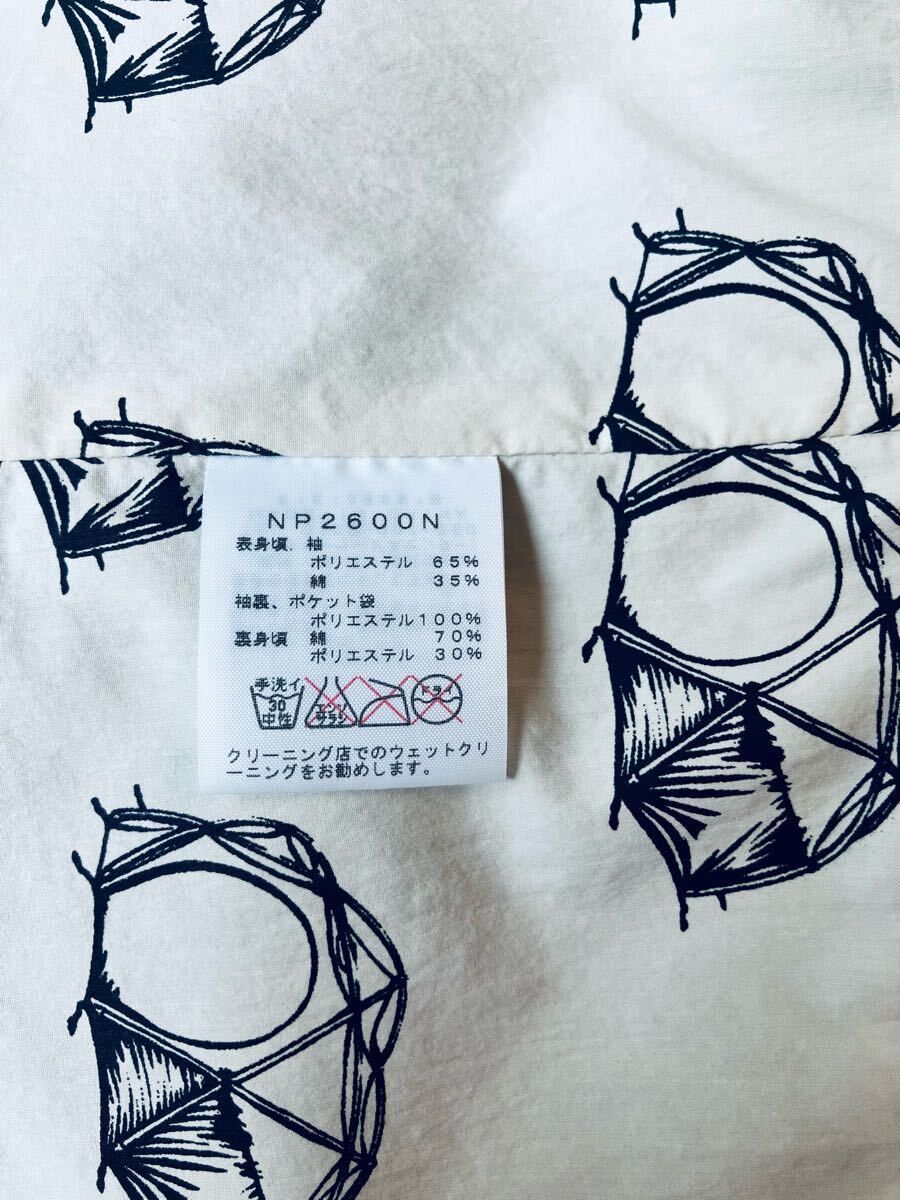 NP2600N
表身頃．袖
ポリエステル 65%
綿 35%
袖裏、ポケット袋
ポリエステル100%
裏身頃 綿 70%
ポリエステル 30%
手洗イ
30
中性
エンソ
サラシ
ドライ
クリーニング店でのウェットクリ
ーニングをお勧めします。